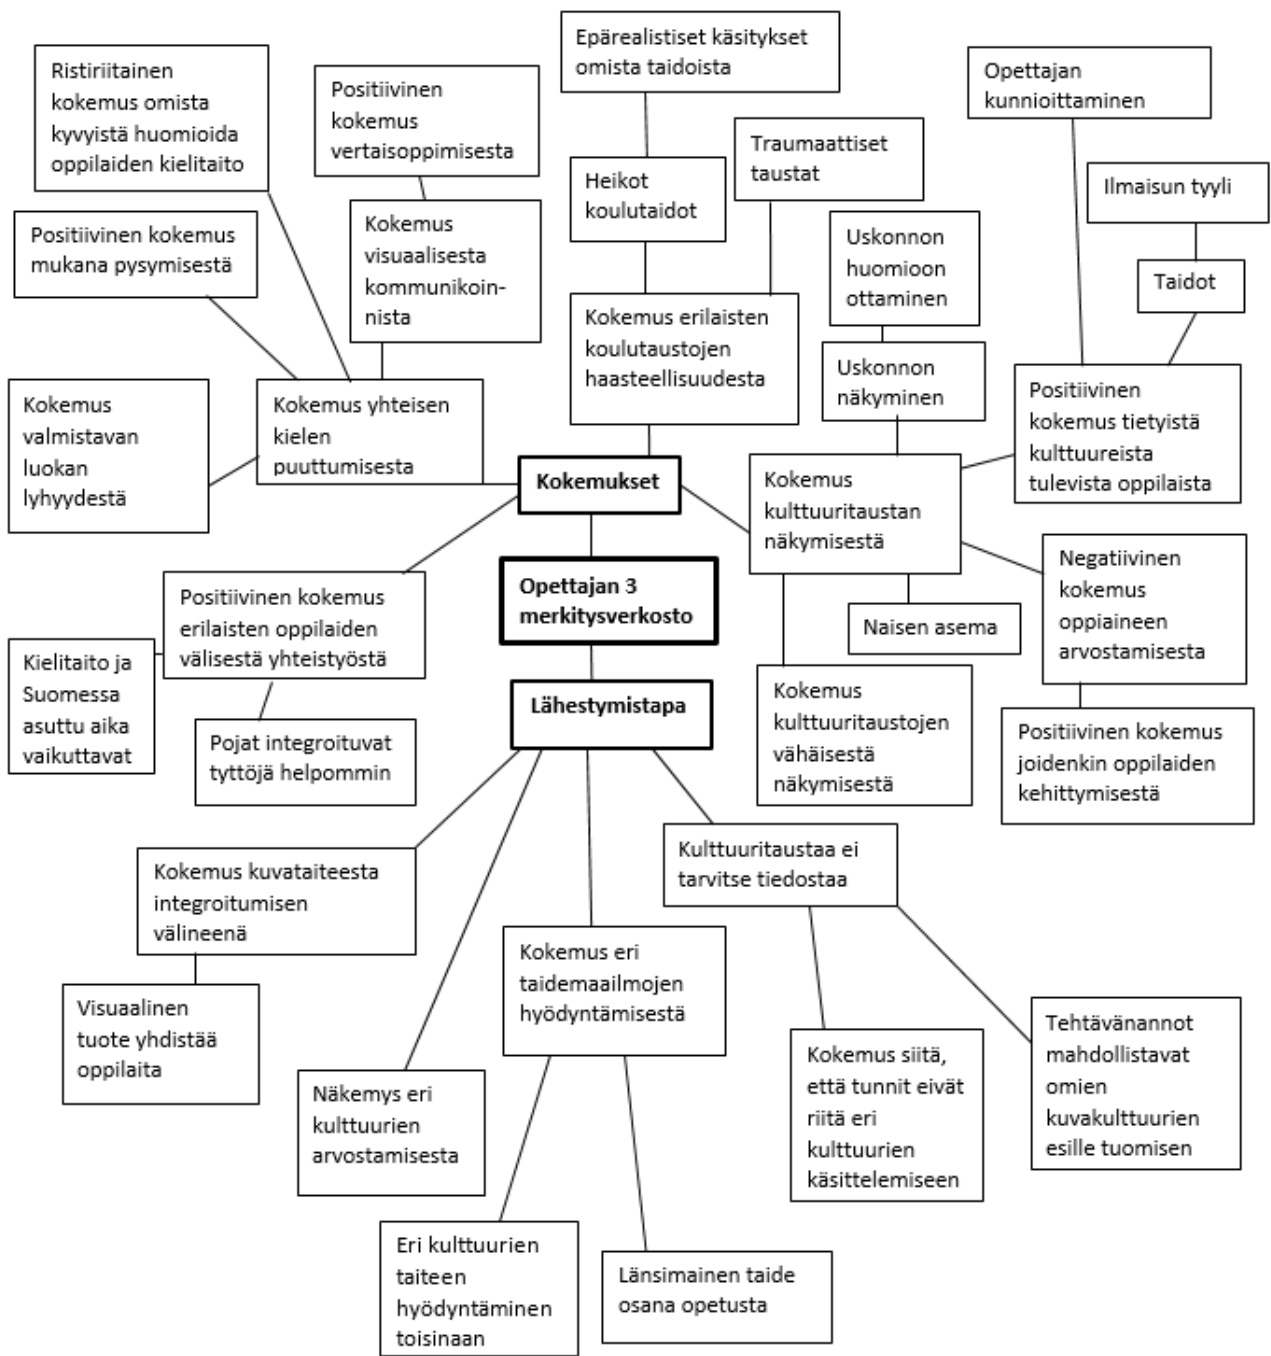 Epärealistiset käsitykset
omista taidoista
Ristiriitainen
kokemus omista
kyvyistä huomioida
oppilaiden kielitaito
Positiivinen
kokemus
vertaisoppimisesta
Opettajan
kunnioittaminen
Traumaattiset
taustat
Heikot
koulutaidot
Ilmaisun tyyli
Positiivinen kokemus
mukana pysymisestä
Kokemus
visuaalisesta
kommunikoin-
nista
Uskonnon
huomioon
ottaminen
Taidot
Kokemus erilaisten
koulutaustojen
haasteellisuudesta
Uskonnon
näkyminen
Positiivinen
kokemus tietyistä
kulttuureista
tulevista oppilaista
Kokemus
valmistavan
luokan
lyhyydestä
Kokemus yhteisen
kielen
puuttumisesta
Kokemukset
Kokemus
kulttuuritaustan
näkymisestä
Negatiivinen
kokemus
oppiaineen
arvostamisesta
Opettajan 3
merkitysverkosto
Positiivinen kokemus
erilaisten oppilaiden
välisestä yhteistyöstä
Naisen asema
Kielitaito ja
Suomessa
asuttu aika
vaikuttavat
Lähestymistapa
Kokemus
kulttuuritaustojen
vähäisestä
näkymisestä
Positiivinen kokemus
joidenkin oppilaiden
kehittymisestä
Pojat integroituvat
tyttöjä helpommin
Kulttuuritaustaa ei
tarvitse tiedostaa
Kokemus kuvataiteesta
integroitumisen
välineenä
Kokemus eri
taidemaailmojen
hyödyntämisestä
Visuaalinen
tuote yhdistää
oppilaita
Tehtävänannot
mahdollistavat
omien
kuvakulttuurien
esille tuomisen
Kokemus siitä,
että tunnit eivät
riitä eri
kulttuurien
käsittelemiseen
Näkemys eri
kulttuurien
arvostamisesta
Eri kulttuurien
taiteen
hyödyntäminen
toisinaan
Länsimainen taide
osana opetusta